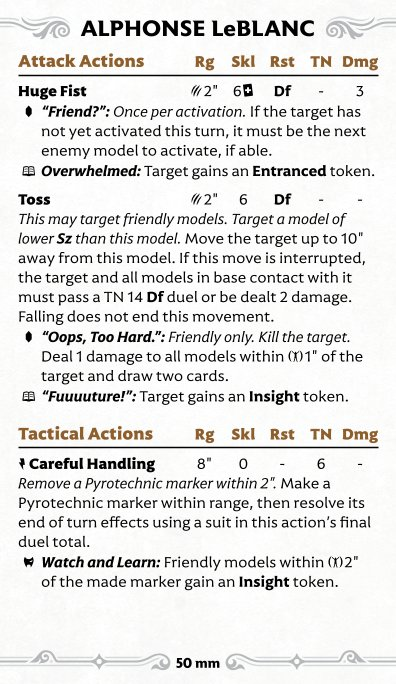 ALPHONSE LeBLANC
Attack Actions Rg Skl Rst TN Dmg
Huge Fist 2" 6 Df - 3
"Friend?": Once per activation. If the target has
not yet activated this turn, it must be the next
enemy model to activate, if able.
Overwhelmed: Target gains an Entranced token.
Toss 2" 6 Df - -
This may target friendly models. Target a model of
lower Sz than this model. Move the target up to 10"
away from this model. If this move is interrupted,
the target and all models in base contact with it
must pass a TN 14 Df duel or be dealt 2 damage.
Falling does not end this movement.
"Oops, Too Hard.": Friendly only. Kill the target.
Deal 1 damage to all models within 1" of the
target and draw two cards.
"Fuuuuture!": Target gains an Insight token.
Tactical Actions Rg Skl Rst TN Dmg
Careful Handling 8" 0 - 6 -
Remove a Pyrotechnic marker within 2". Make a
Pyrotechnic marker within range, then resolve its
end of turn effects using a suit in this action's final
duel total.
Watch and Learn: Friendly models within 2"
of the made marker gain an Insight token.
50 mm